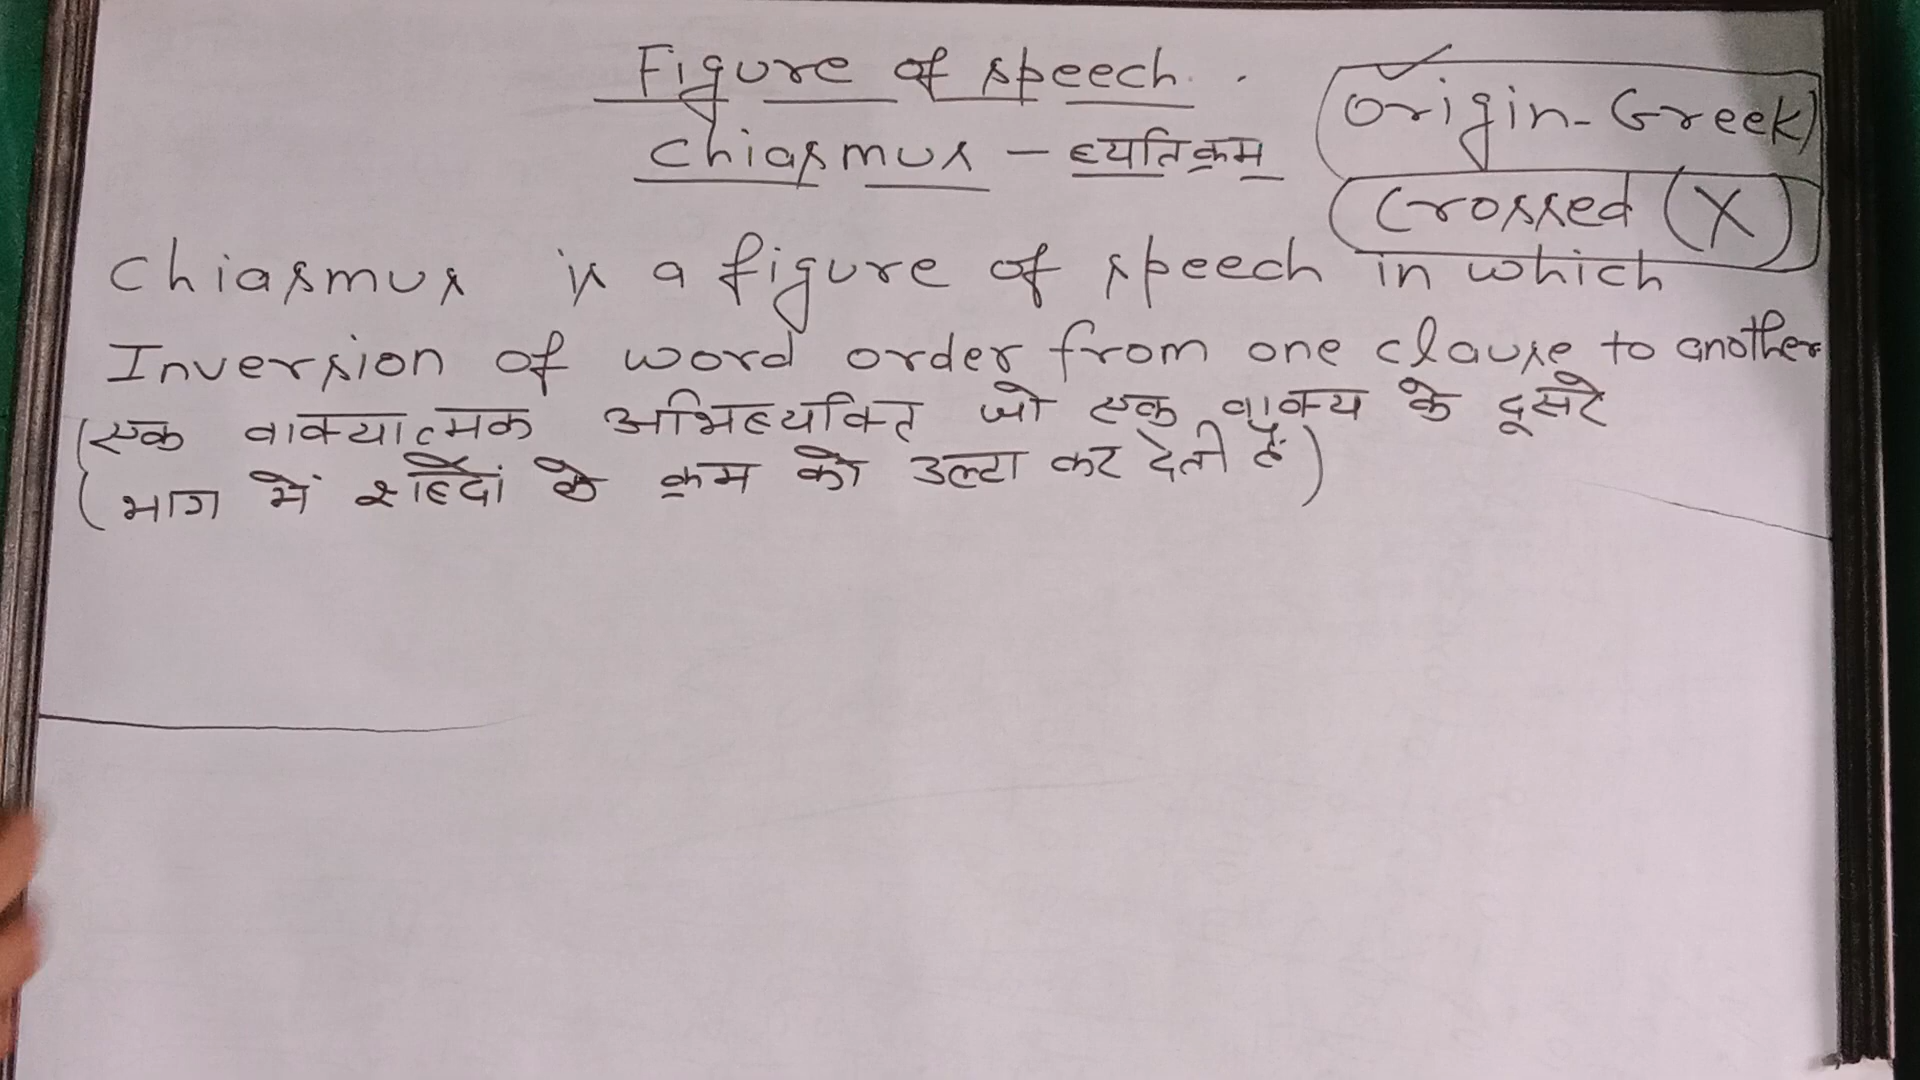 Figure of speech.
Chiasmus - व्यतिक्रम
Origin-Greek
Crossed (X)
Chiasmus is a figure of speech in which
Inversion of word order from one clause to another
(एक वाक्यात्मक अभिव्यक्ति जो एक वाक्य के दूसरे
भाग में शब्दों के क्रम को उल्टा कर देती है)